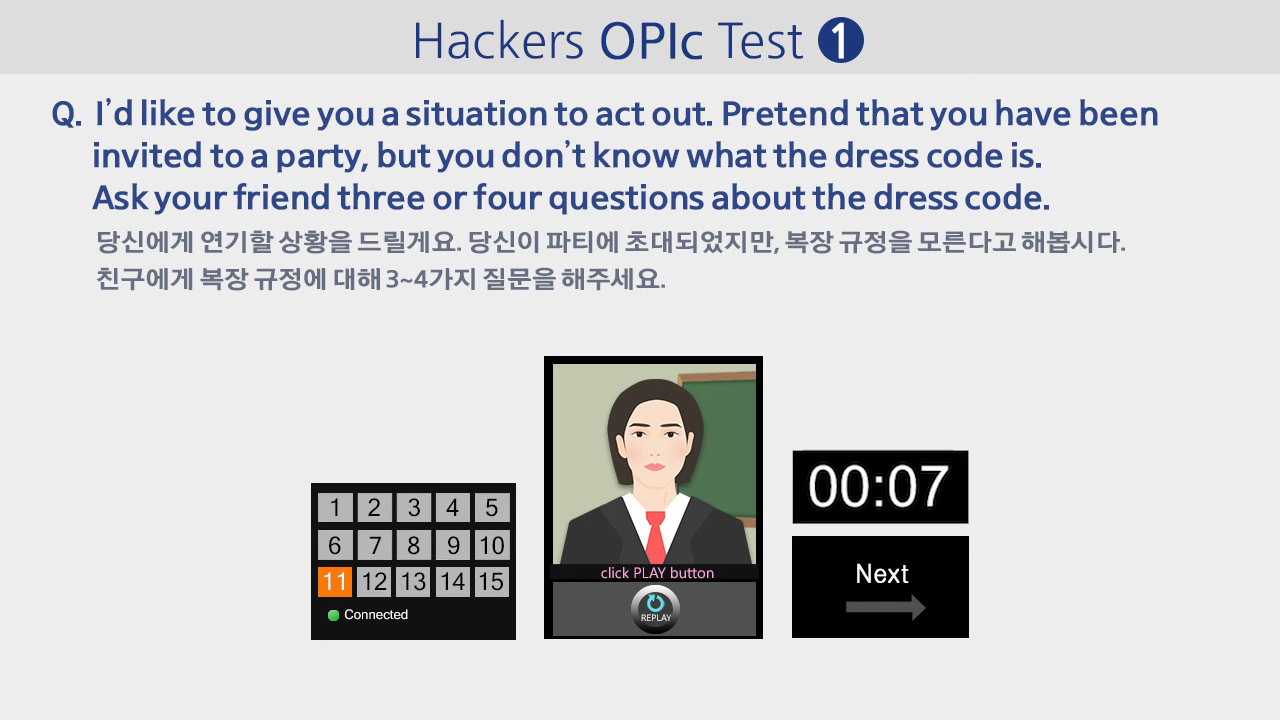 Hackers OPIc Test 1
Q. I'd like to give you a situation to act out. Pretend that you have been
invited to a party, but you don't know what the dress code is.
Ask your friend three or four questions about the dress code.
당신에게 연기할 상황을 드릴게요. 당신이 파티에 초대되었지만, 복장 규정을 모른다고 해봅시다.
친구에게 복장 규정에 대해 3~4가지 질문을 해주세요.
1 2 3 4 5
6 7 8 9 10
11 12 13 14 15
Connected
click PLAY button
REPLAY
00:07
Next